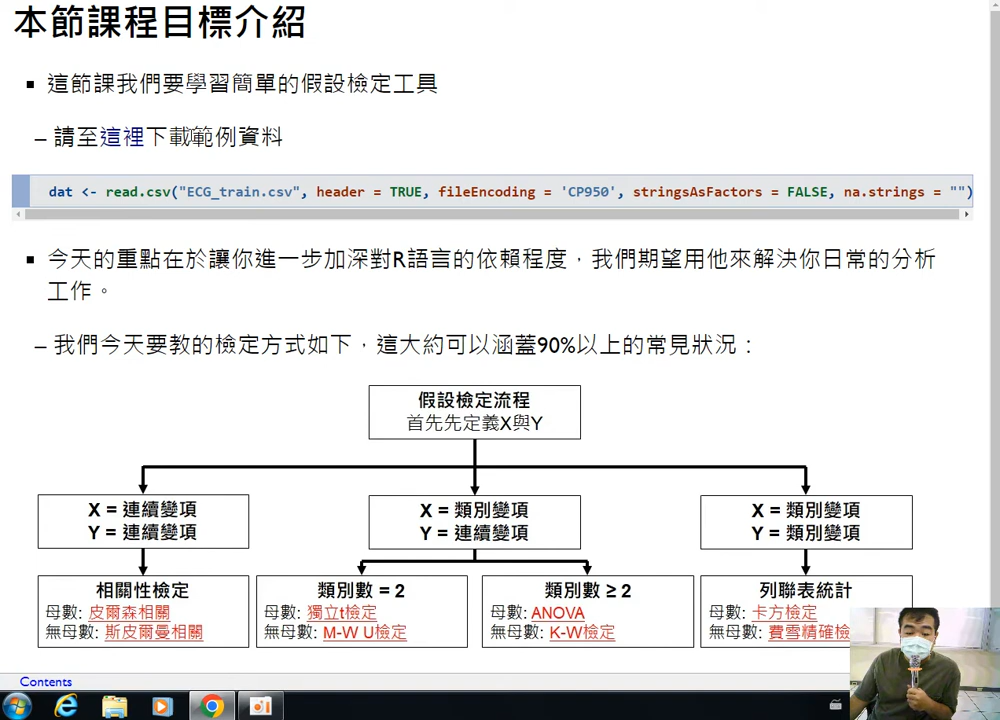 本節課程目標介紹
▪ 這節課我們要學習簡單的假設檢定工具
– 請至這裡下載範例資料
dat <- read.csv("ECG_train.csv", header = TRUE, fileEncoding = 'CP950', stringsAsFactors = FALSE, na.strings = "")
▪ 今天的重點在於讓你進一步加深對R語言的依賴程度，我們期望用他來解決你日常的分析
工作。
– 我們今天要教的檢定方式如下，這大約可以涵蓋90%以上的常見狀況：
假設檢定流程
首先先定義X與Y
X = 連續變項
Y = 連續變項
X = 類別變項
Y = 連續變項
X = 類別變項
Y = 類別變項
相關性檢定
母數: 皮爾森相關
無母數: 斯皮爾曼相關
類別數 = 2
母數: 獨立t檢定
無母數: M-W U檢定
類別數 ≥ 2
母數: ANOVA
無母數: K-W檢定
列聯表統計
母數: 卡方檢定
無母數: 費雪精確檢
Contents